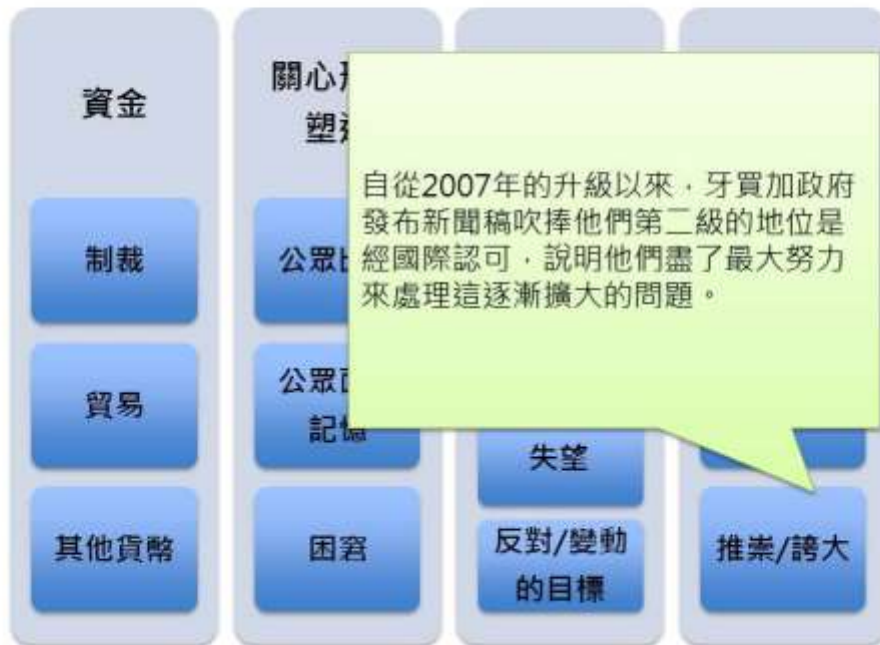 資金
制裁
貿易
其他貨幣
關心
公眾
公眾
記憶
困窘
自從2007年的升級以來，牙買加政府
發布新聞稿吹捧他們第二級的地位是
經國際認可，說明他們盡了最大努力
來處理這逐漸擴大的問題。
失望
反對/變動
的目標
推崇/誇大